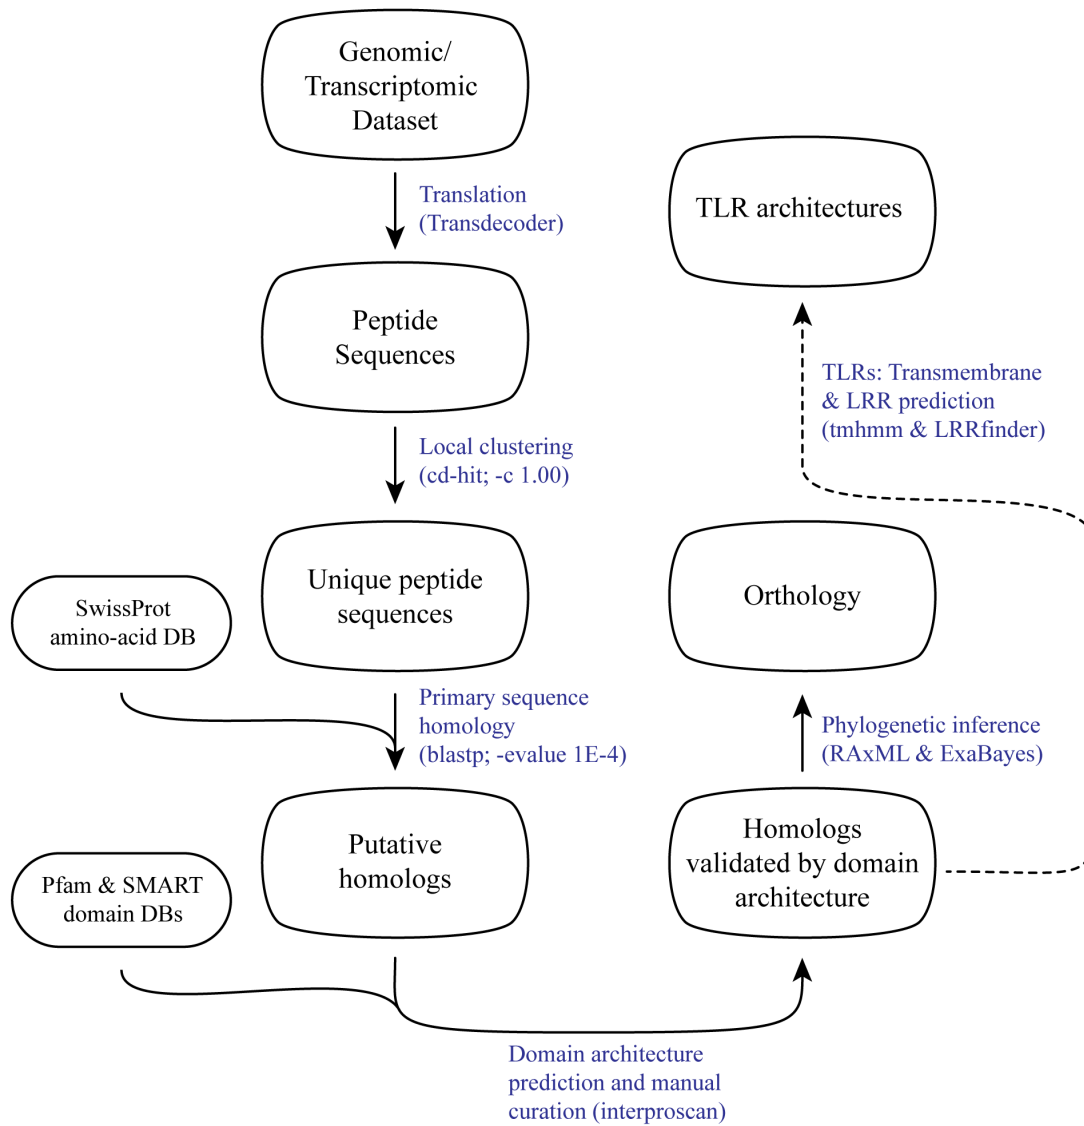 Genomic/
Transcriptomic
Dataset
Translation
(Transdecoder)
Peptide
Sequences
Local clustering
(cd-hit; -c 1.00)
Unique peptide
sequences
SwissProt
amino-acid DB
Primary sequence
homology
(blastp; -evalue 1E-4)
Putative
homologs
Pfam & SMART
domain DBs
Domain architecture
prediction and manual
curation (interproscan)
Homologs
validated by domain
architecture
Phylogenetic inference
(RAxML & ExaBayes)
Orthology
TLRs: Transmembrane
& LRR prediction
(tmhmm & LRRfinder)
TLR architectures